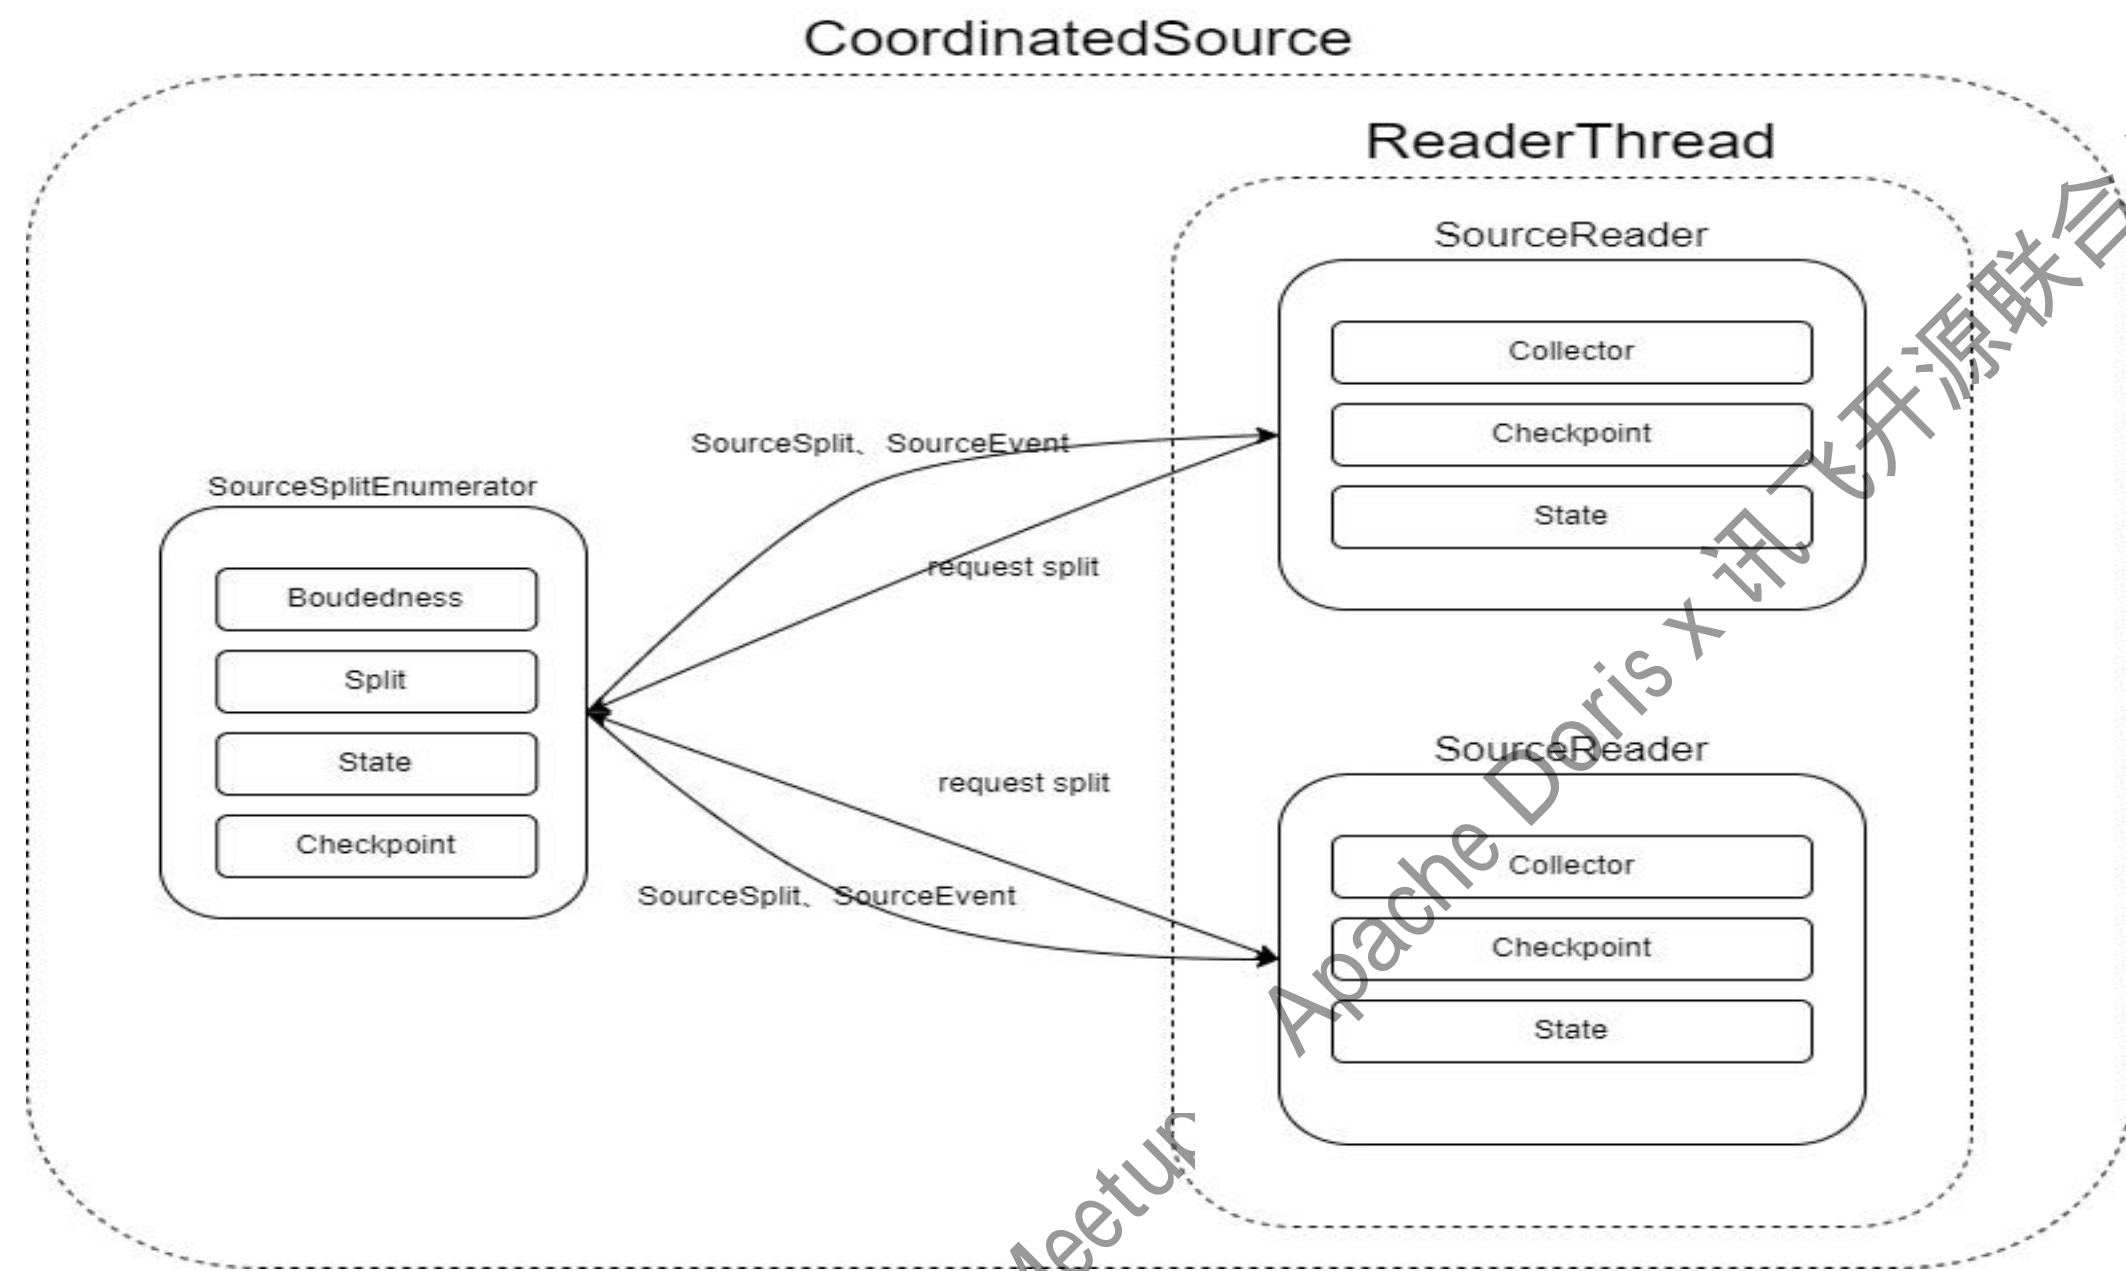 CoordinatedSource
ReaderThread
SourceReader
Collector
Checkpoint
State
SourceSplit、SourceEvent
request split
SourceSplitEnumerator
Boudedness
Split
State
Checkpoint
request split
SourceSplit、SourceEvent
SourceReader
Collector
Checkpoint
State
Apache Doris x 讯飞开源联合
Meetup